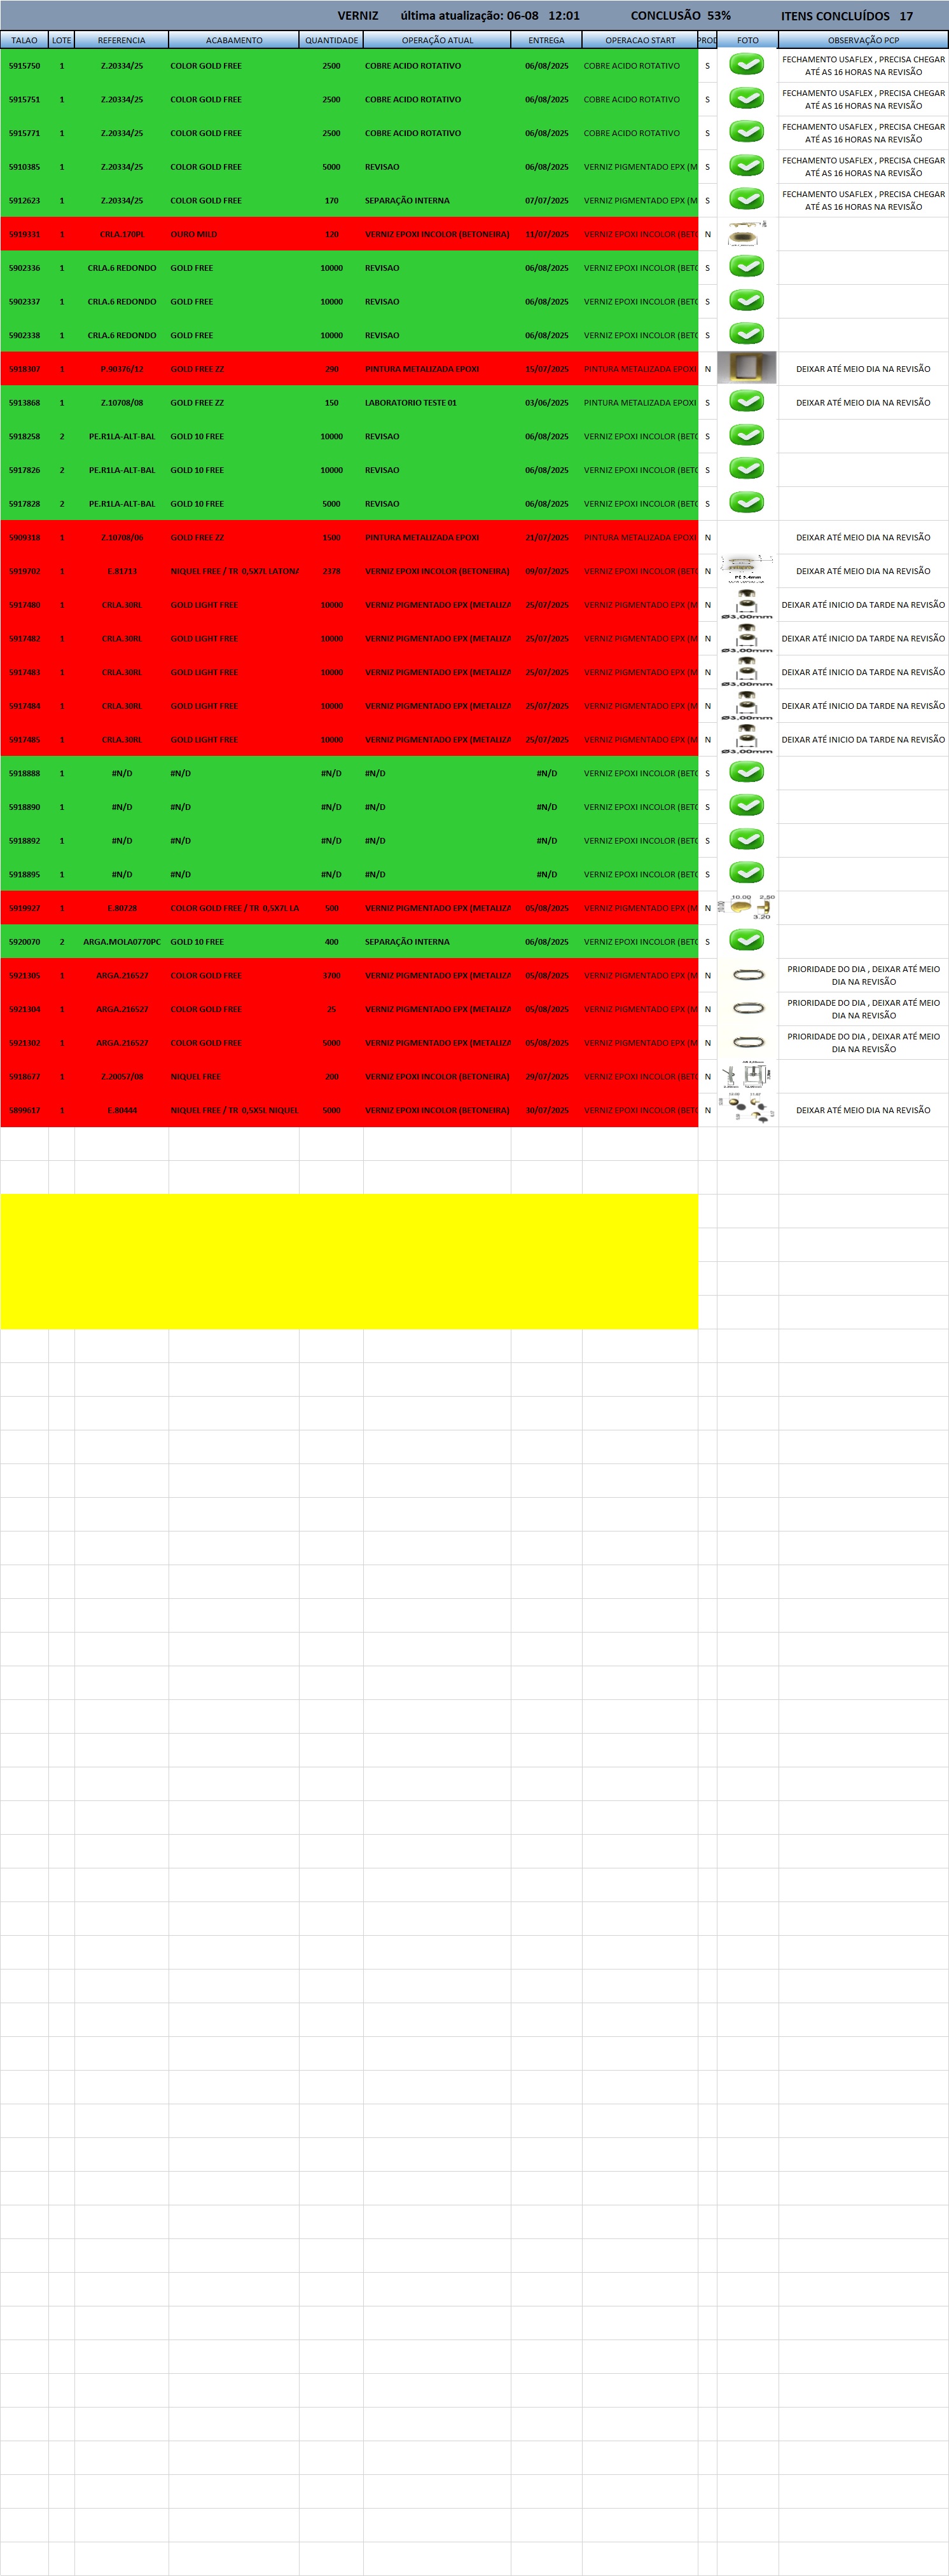 VERNIZ última atualização: 06-08 12:01 CONCLUSÃO 53% ITENS CONCLUÍDOS 17
TALAO LOTE REFERENCIA ACABAMENTO QUANTIDADE OPERAÇÃO ATUAL ENTREGA OPERACAO START PROD FOTO OBSERVAÇÃO PCP
5915750 1 Z.20334/25 COLOR GOLD FREE 2500 COBRE ACIDO ROTATIVO 06/08/2025 COBRE ACIDO ROTATIVO S FECHAMENTO USAFLEX , PRECISA CHEGAR
ATÉ AS 16 HORAS NA REVISÃO
5915751 1 Z.20334/25 COLOR GOLD FREE 2500 COBRE ACIDO ROTATIVO 06/08/2025 COBRE ACIDO ROTATIVO S FECHAMENTO USAFLEX , PRECISA CHEGAR
ATÉ AS 16 HORAS NA REVISÃO
5915771 1 Z.20334/25 COLOR GOLD FREE 2500 COBRE ACIDO ROTATIVO 06/08/2025 COBRE ACIDO ROTATIVO S FECHAMENTO USAFLEX , PRECISA CHEGAR
ATÉ AS 16 HORAS NA REVISÃO
5910385 1 Z.20334/25 COLOR GOLD FREE 5000 REVISAO 06/08/2025 VERNIZ PIGMENTADO EPX (M S FECHAMENTO USAFLEX , PRECISA CHEGAR
ATÉ AS 16 HORAS NA REVISÃO
5912623 1 Z.20334/25 COLOR GOLD FREE 170 SEPARAÇÃO INTERNA 07/07/2025 VERNIZ PIGMENTADO EPX (M S FECHAMENTO USAFLEX , PRECISA CHEGAR
ATÉ AS 16 HORAS NA REVISÃO
5919331 1 CRLA.170PL OURO MILD 120 VERNIZ EPOXI INCOLOR (BETONEIRA) 11/07/2025 VERNIZ EPOXI INCOLOR (BETO N
5902336 1 CRLA.6 REDONDO GOLD FREE 10000 REVISAO 06/08/2025 VERNIZ EPOXI INCOLOR (BETO S
5902337 1 CRLA.6 REDONDO GOLD FREE 10000 REVISAO 06/08/2025 VERNIZ EPOXI INCOLOR (BETO S
5902338 1 CRLA.6 REDONDO GOLD FREE 10000 REVISAO 06/08/2025 VERNIZ EPOXI INCOLOR (BETO S
5918307 1 P.90376/12 GOLD FREE ZZ 290 PINTURA METALIZADA EPOXI 15/07/2025 PINTURA METALIZADA EPOXI N DEIXAR ATÉ MEIO DIA NA REVISÃO
5913868 1 Z.10708/08 GOLD FREE ZZ 150 LABORATORIO TESTE 01 03/06/2025 PINTURA METALIZADA EPOXI S DEIXAR ATÉ MEIO DIA NA REVISÃO
5918258 2 PE.R1LA-ALT-BAL GOLD 10 FREE 10000 REVISAO 06/08/2025 VERNIZ EPOXI INCOLOR (BETO S
5917826 2 PE.R1LA-ALT-BAL GOLD 10 FREE 10000 REVISAO 06/08/2025 VERNIZ EPOXI INCOLOR (BETO S
5917828 2 PE.R1LA-ALT-BAL GOLD 10 FREE 5000 REVISAO 06/08/2025 VERNIZ EPOXI INCOLOR (BETO S
5909318 1 Z.10708/06 GOLD FREE ZZ 1500 PINTURA METALIZADA EPOXI 21/07/2025 PINTURA METALIZADA EPOXI N DEIXAR ATÉ MEIO DIA NA REVISÃO
5919702 1 E.81713 NIQUEL FREE / TR 0,5X7L LATONA 2378 VERNIZ EPOXI INCOLOR (BETONEIRA) 09/07/2025 VERNIZ EPOXI INCOLOR (BETO N DEIXAR ATÉ MEIO DIA NA REVISÃO
5917480 1 CRLA.30RL GOLD LIGHT FREE 10000 VERNIZ PIGMENTADO EPX (METALIZA 25/07/2025 VERNIZ PIGMENTADO EPX (M N Ø3,00mm DEIXAR ATÉ INICIO DA TARDE NA REVISÃO
5917482 1 CRLA.30RL GOLD LIGHT FREE 10000 VERNIZ PIGMENTADO EPX (METALIZA 25/07/2025 VERNIZ PIGMENTADO EPX (M N Ø3,00mm DEIXAR ATÉ INICIO DA TARDE NA REVISÃO
5917483 1 CRLA.30RL GOLD LIGHT FREE 10000 VERNIZ PIGMENTADO EPX (METALIZA 25/07/2025 VERNIZ PIGMENTADO EPX (M N Ø3,00mm DEIXAR ATÉ INICIO DA TARDE NA REVISÃO
5917484 1 CRLA.30RL GOLD LIGHT FREE 10000 VERNIZ PIGMENTADO EPX (METALIZA 25/07/2025 VERNIZ PIGMENTADO EPX (M N Ø3,00mm DEIXAR ATÉ INICIO DA TARDE NA REVISÃO
5917485 1 CRLA.30RL GOLD LIGHT FREE 10000 VERNIZ PIGMENTADO EPX (METALIZA 25/07/2025 VERNIZ PIGMENTADO EPX (M N Ø3,00mm DEIXAR ATÉ INICIO DA TARDE NA REVISÃO
5918888 1 #N/D #N/D #N/D #N/D #N/D VERNIZ EPOXI INCOLOR (BETO S
5918890 1 #N/D #N/D #N/D #N/D #N/D VERNIZ EPOXI INCOLOR (BETO S
5918892 1 #N/D #N/D #N/D #N/D #N/D VERNIZ EPOXI INCOLOR (BETO S
5918895 1 #N/D #N/D #N/D #N/D #N/D VERNIZ EPOXI INCOLOR (BETO S
5919927 1 E.80728 COLOR GOLD FREE / TR 0,5X7L LA 500 VERNIZ PIGMENTADO EPX (METALIZA 05/08/2025 VERNIZ PIGMENTADO EPX (M N 10,00 2,50 3,20
5920070 2 ARGA.MOLA0770PC GOLD 10 FREE 400 SEPARAÇÃO INTERNA 06/08/2025 VERNIZ EPOXI INCOLOR (BETO S
5921305 1 ARGA.216527 COLOR GOLD FREE 3700 VERNIZ PIGMENTADO EPX (METALIZA 05/08/2025 VERNIZ PIGMENTADO EPX (M N PRIORIDADE DO DIA , DEIXAR ATÉ MEIO
DIA NA REVISÃO
5921304 1 ARGA.216527 COLOR GOLD FREE 25 VERNIZ PIGMENTADO EPX (METALIZA 05/08/2025 VERNIZ PIGMENTADO EPX (M N PRIORIDADE DO DIA , DEIXAR ATÉ MEIO
DIA NA REVISÃO
5921302 1 ARGA.216527 COLOR GOLD FREE 5000 VERNIZ PIGMENTADO EPX (METALIZA 05/08/2025 VERNIZ PIGMENTADO EPX (M N PRIORIDADE DO DIA , DEIXAR ATÉ MEIO
DIA NA REVISÃO
5918677 1 Z.20057/08 NIQUEL FREE 200 VERNIZ EPOXI INCOLOR (BETONEIRA) 29/07/2025 VERNIZ EPOXI INCOLOR (BETO N
5899617 1 E.80444 NIQUEL FREE / TR 0,5X5L NIQUEL 5000 VERNIZ EPOXI INCOLOR (BETONEIRA) 30/07/2025 VERNIZ EPOXI INCOLOR (BETO N DEIXAR ATÉ MEIO DIA NA REVISÃO